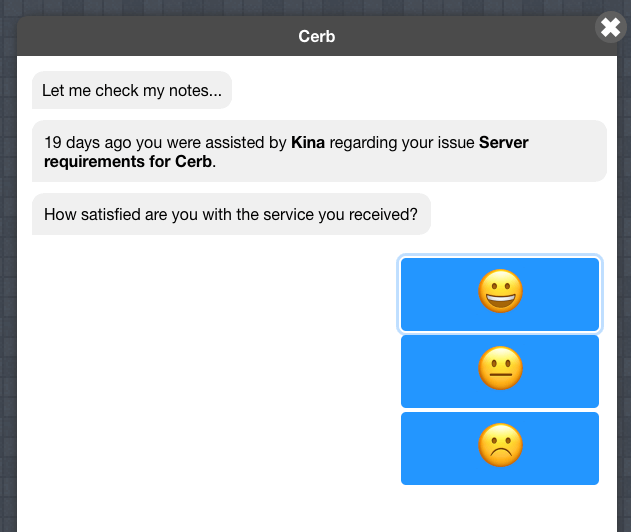 Cerb
Let me check my notes...
19 days ago you were assisted by Kina regarding your issue Server
requirements for Cerb.
How satisfied are you with the service you received?